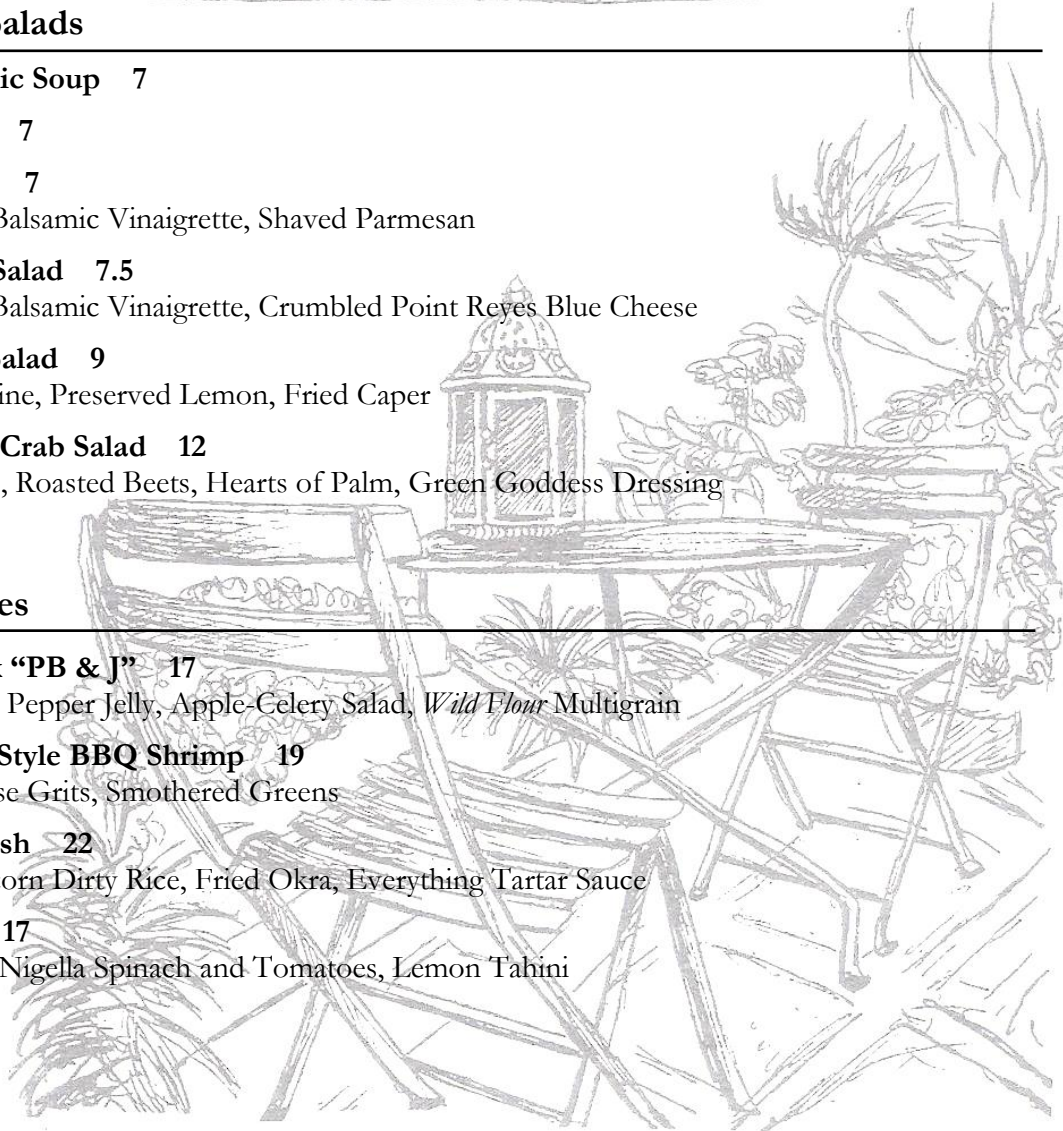 alads
ic Soup 7
7
7
Balsamic Vinaigrette, Shaved Parmesan
Salad 7.5
Balsamic Vinaigrette, Crumbled Point Reyes Blue Cheese
alad 9
ine, Preserved Lemon, Fried Caper
Crab Salad 12
, Roasted Beets, Hearts of Palm, Green Goddess Dressing
es
“PB & J” 17
Pepper Jelly, Apple-Celery Salad, Wild Flour Multigrain
Style BBQ Shrimp 19
se Grits, Smothered Greens
sh 22
orn Dirty Rice, Fried Okra, Everything Tartar Sauce
17
Nigella Spinach and Tomatoes, Lemon Tahini